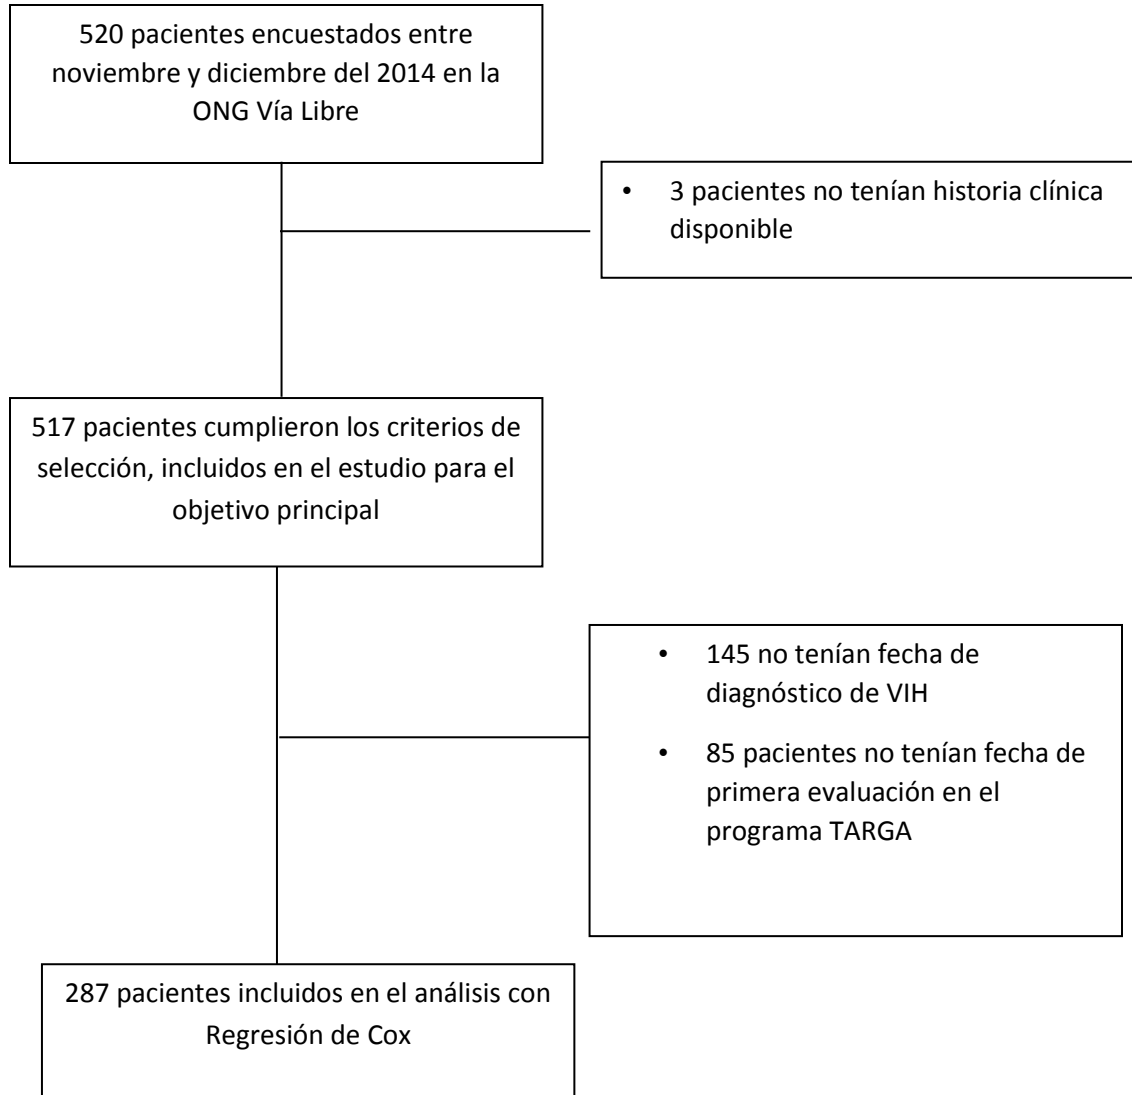 520 pacientes encuestados entre
noviembre y diciembre del 2014 en la
ONG Vía Libre
• 3 pacientes no tenían historia clínica
disponible
517 pacientes cumplieron los criterios de
selección, incluidos en el estudio para el
objetivo principal
• 145 no tenían fecha de
diagnóstico de VIH
• 85 pacientes no tenían fecha de
primera evaluación en el
programa TARGA
287 pacientes incluidos en el análisis con
Regresión de Cox